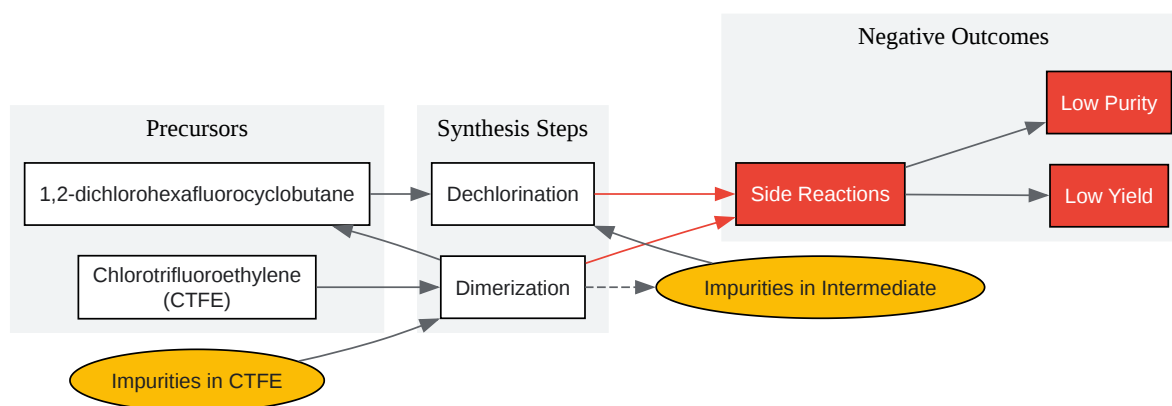 Negative Outcomes
Low Purity
Precursors
Synthesis Steps
1,2-dichlorohexafluorocyclobutane
Dechlorination
Side Reactions
Low Yield
Chlorotrifluoroethylene
(CTFE)
Dimerization
Impurities in Intermediate
Impurities in CTFE